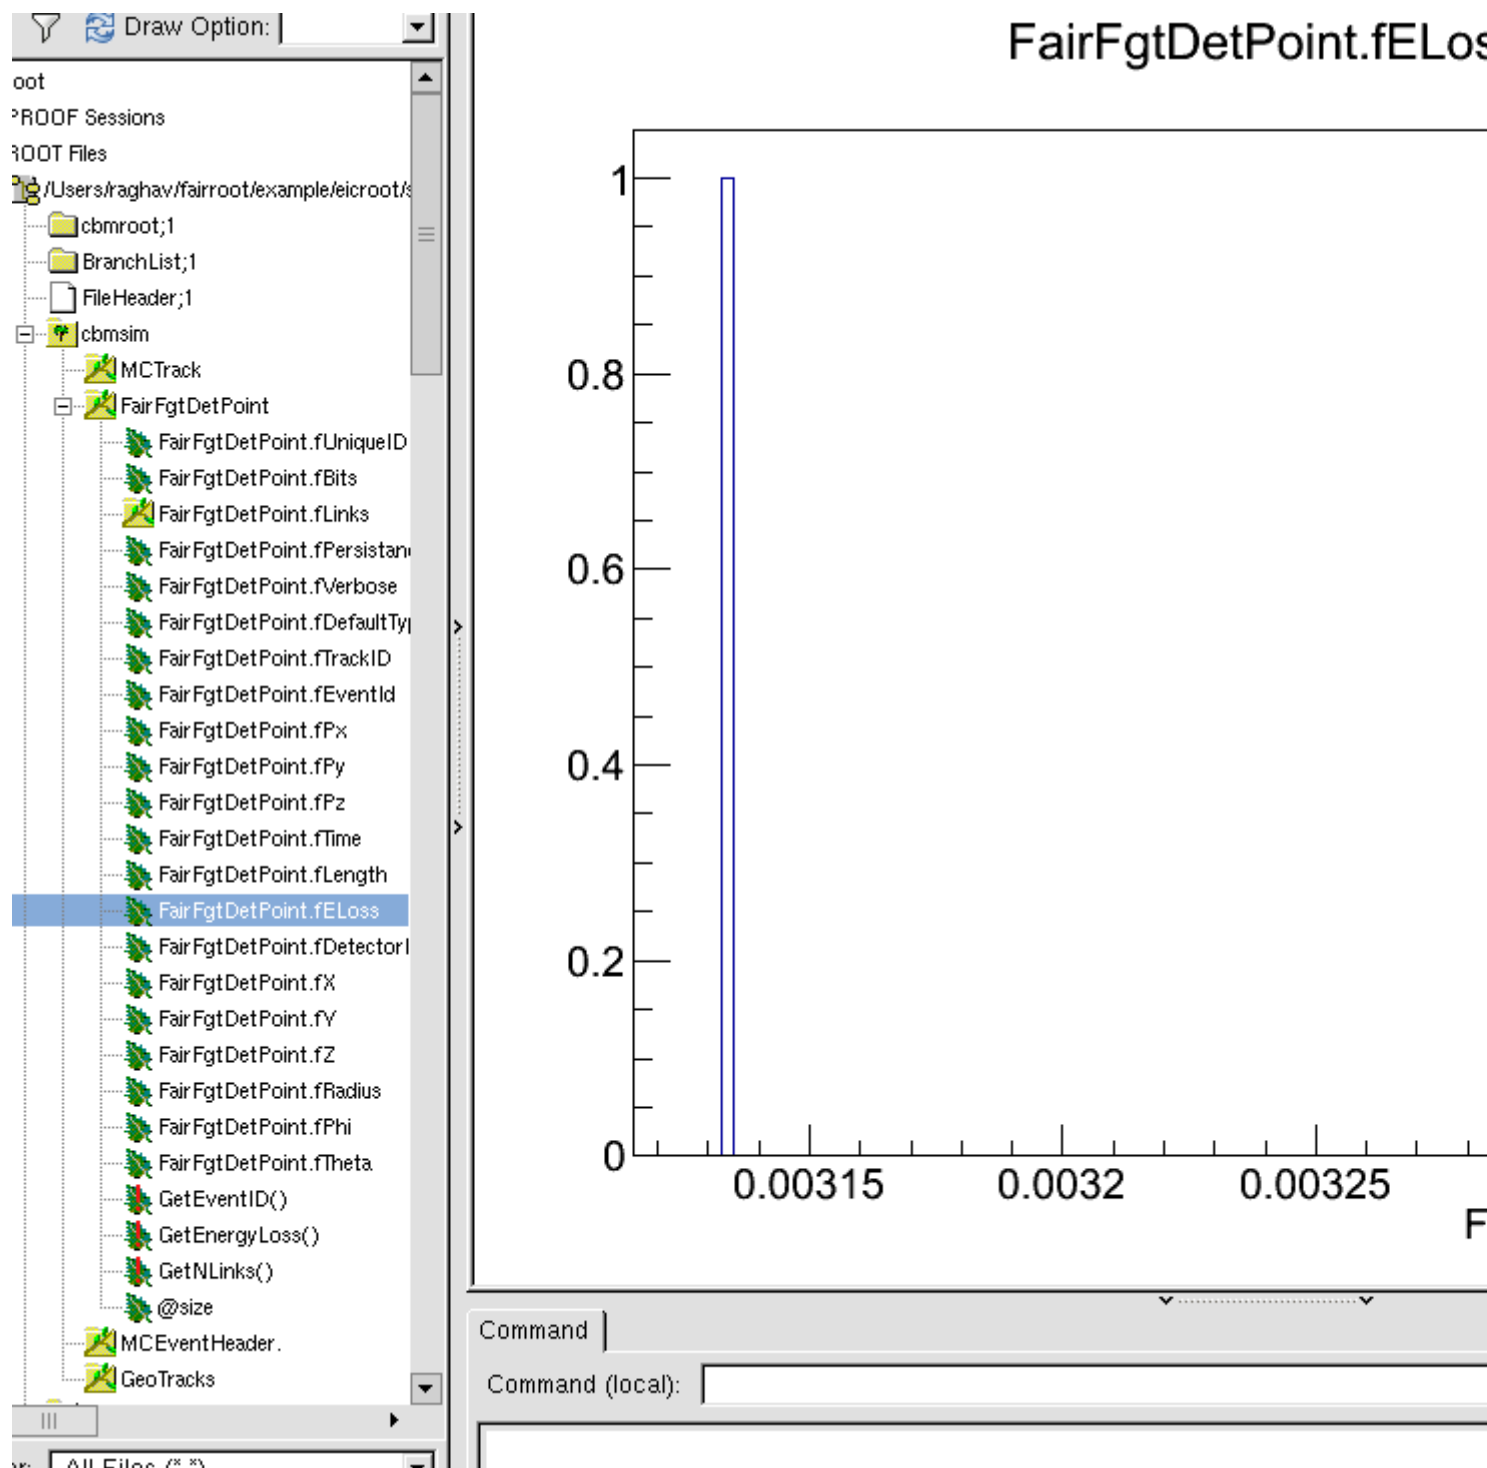 Draw Option:
oot
PROOF Sessions
ROOT Files
/Users/raghav/fairroot/example/eicroot/s
cbmroot;1
BranchList;1
FileHeader;1
cbmsim
MCTrack
FairFgtDetPoint
FairFgtDetPoint.fUniqueID
FairFgtDetPoint.fBits
FairFgtDetPoint.fLinks
FairFgtDetPoint.fPersistan
FairFgtDetPoint.fVerbose
FairFgtDetPoint.fDefaultTy
FairFgtDetPoint.fTrackID
FairFgtDetPoint.fEventId
FairFgtDetPoint.fPx
FairFgtDetPoint.fPy
FairFgtDetPoint.fPz
FairFgtDetPoint.fTime
FairFgtDetPoint.fLength
FairFgtDetPoint.fELoss
FairFgtDetPoint.fDetectorI
FairFgtDetPoint.fX
FairFgtDetPoint.fY
FairFgtDetPoint.fZ
FairFgtDetPoint.fRadius
FairFgtDetPoint.fPhi
FairFgtDetPoint.fTheta
GetEventID()
GetEnergyLoss()
GetNLinks()
@size
MCEventHeader.
GeoTracks
All Files (*.*)
FairFgtDetPoint.fELos
1
0.8
0.6
0.4
0.2
0
0.00315 0.0032 0.00325
F
Command
Command (local):